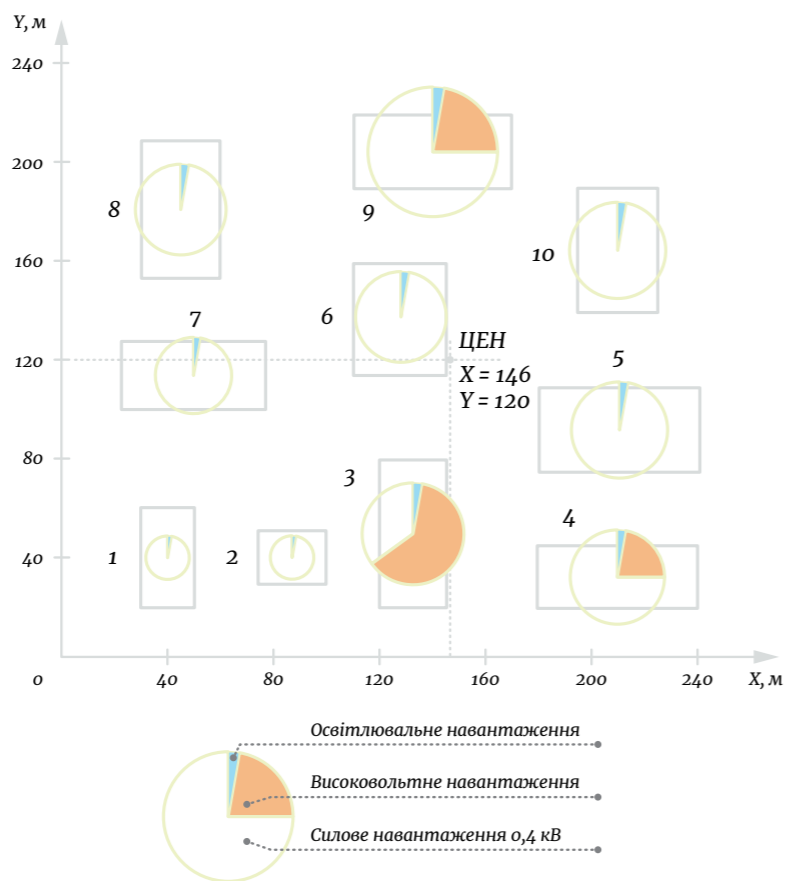 Y, м
240
200
160
120
80
40
0
40
80
120
160
200
240
X, м
8
9
10
7
6
ЦЕН
X = 146
Y = 120
5
3
4
1
2
Освітлювальне навантаження
Високовольтне навантаження
Силове навантаження 0,4 кВ